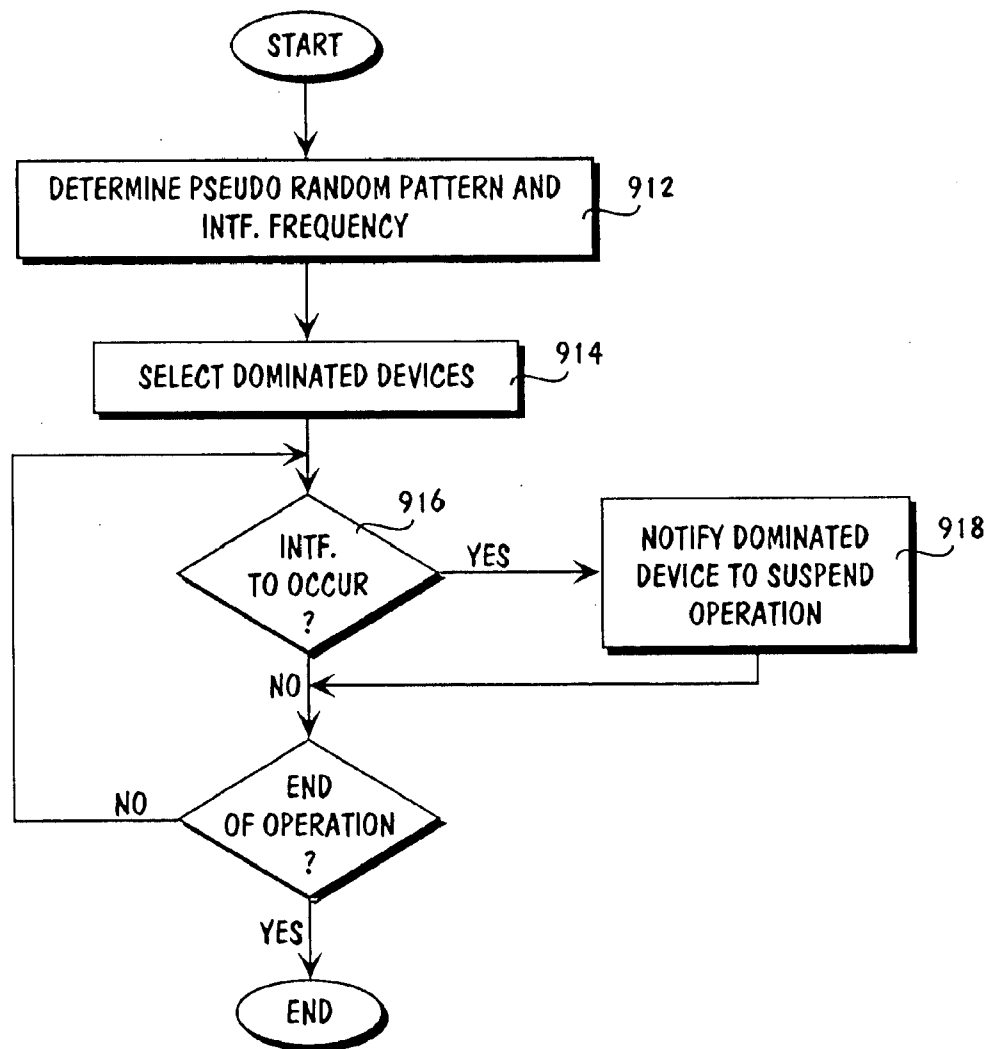 START
DETERMINE PSEUDO RANDOM PATTERN AND
INTF. FREQUENCY
912
SELECT DOMINATED DEVICES
914
INTF.
TO OCCUR
?
916
YES
NOTIFY DOMINATED
DEVICE TO SUSPEND
OPERATION
918
NO
END
OF OPERATION
?
NO
YES
END